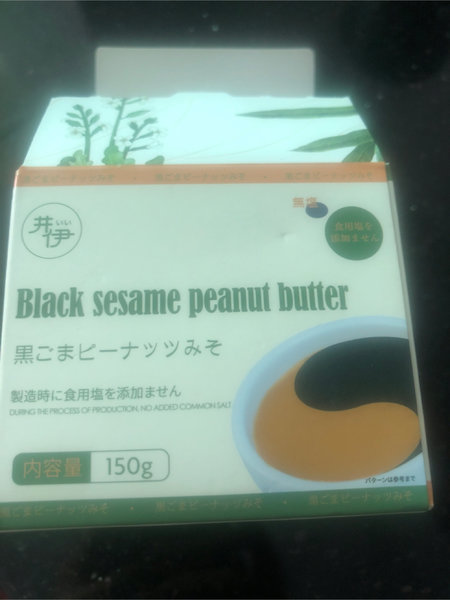 黒ごまピーナッツみそ ・ 黒ごまピーナッツみそ ・ 黒ごまピーナッツみそ
無塩
食用塩を
添加ません
いい
井伊
Black sesame peanut butter
黒ごまピーナッツみそ
製造時に食用塩を添加ません
DURING THE PROCESS OF PRODUCTION, NO ADDED COMMON SALT
内容量 150g
パターンは参考まで
黒ごまピーナッツみそ ・ 黒ごまピーナッツみそ ・ 黒ごまピーナッツみそ